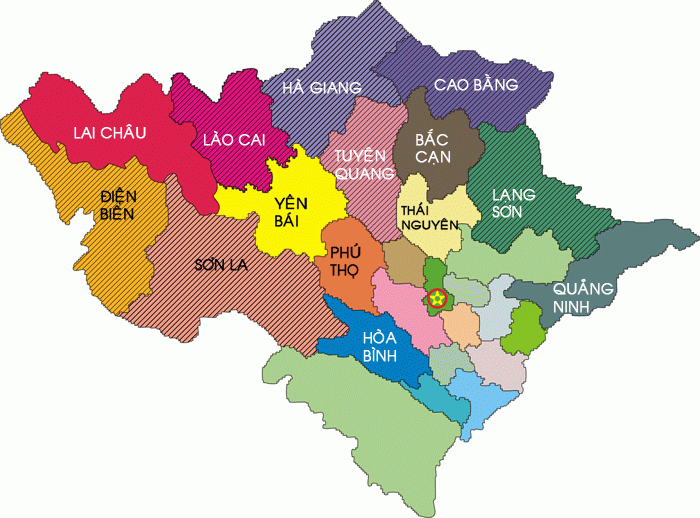 HÀ GIANG
CAO BẰNG
LAI CHÂU
LÀO CAI
BẮC
CẠN
TUYÊN
QUANG
ĐIỆN
BIÊN
YÊN
BÁI
THÁI
NGUYÊN
LẠNG
SƠN
SƠN LA
PHÚ
THỌ
QUẢNG
NINH
HÒA
BÌNH